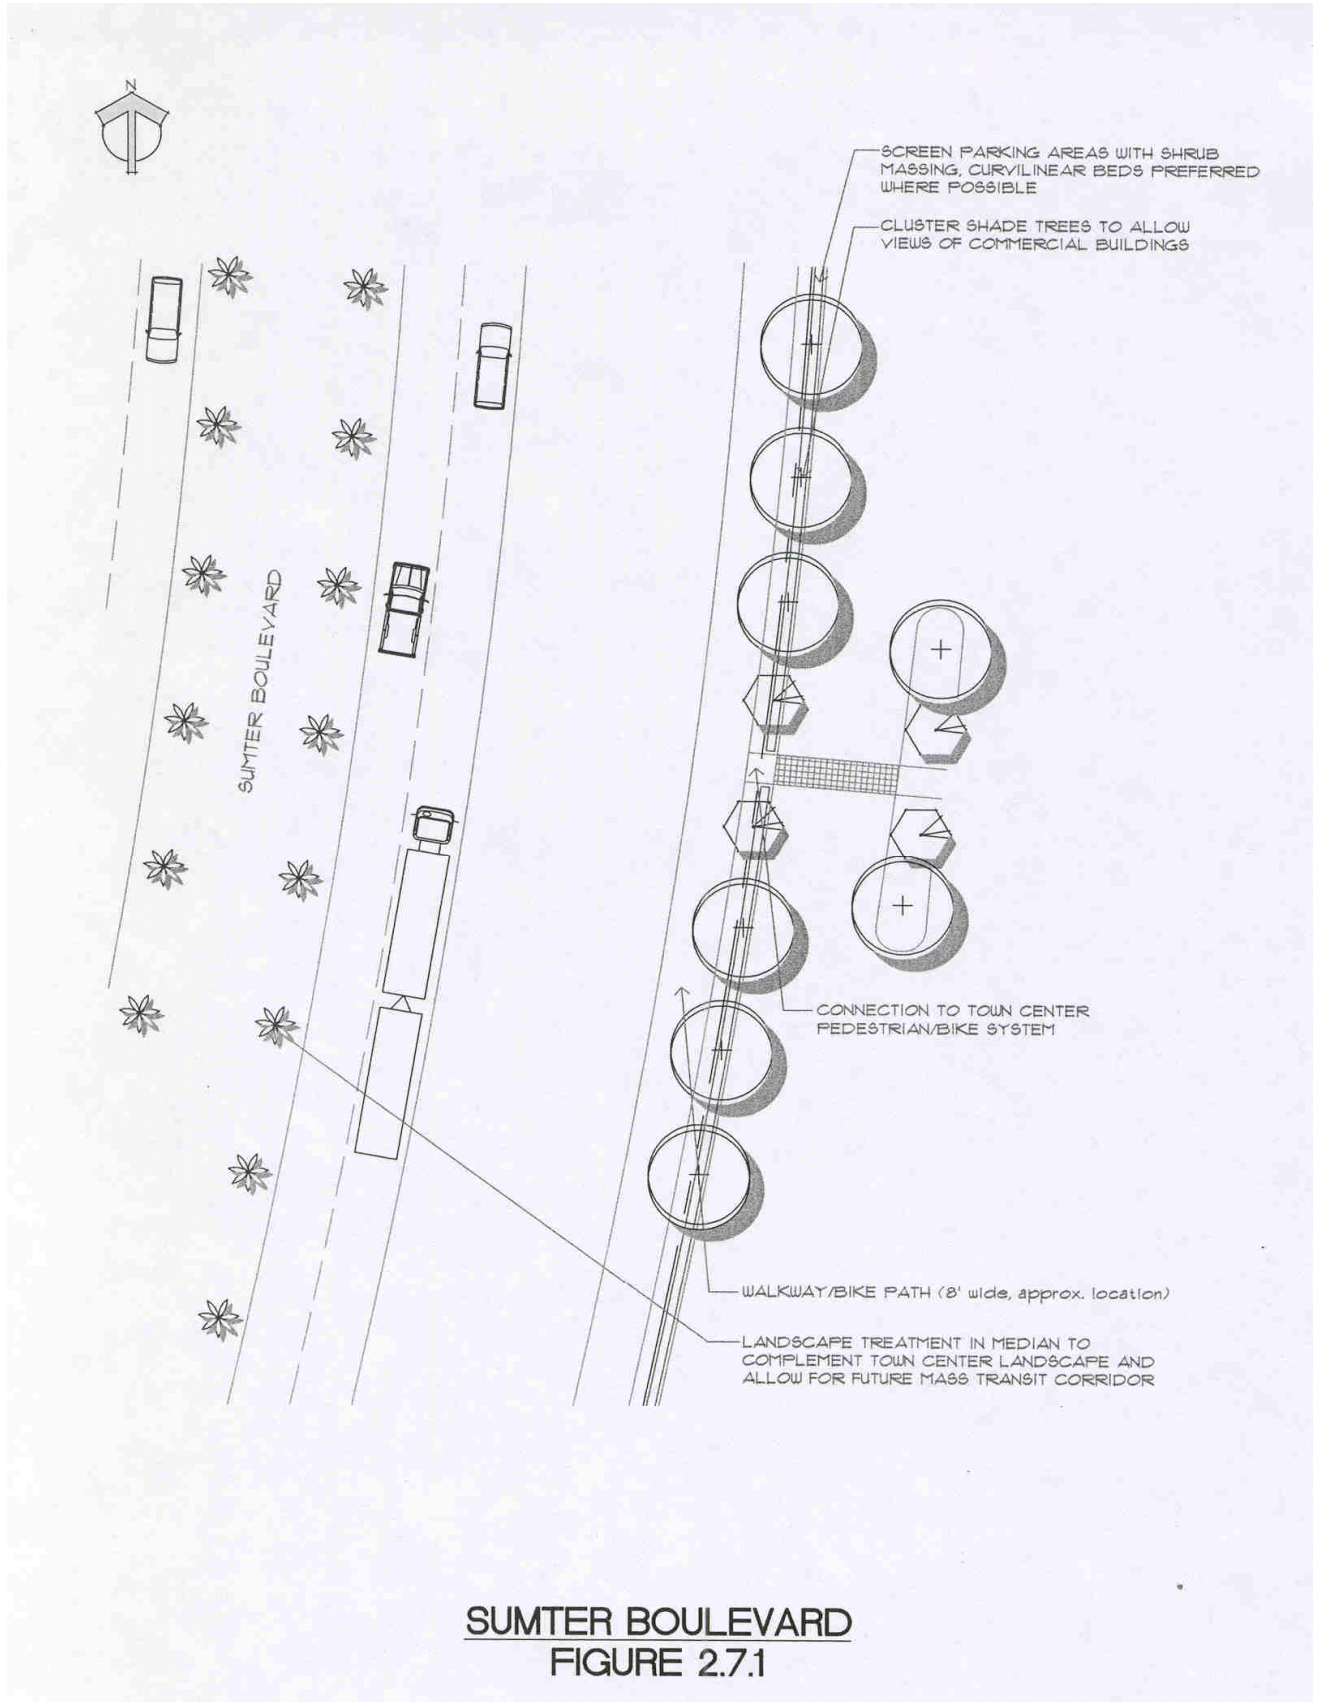 N
SCREEN PARKING AREAS WITH SHRUB
MASSING, CURVILINEAR BEDS PREFERRED
WHERE POSSIBLE
CLUSTER SHADE TREES TO ALLOW
VIEWS OF COMMERCIAL BUILDINGS
SUMTER BOULEVARD
CONNECTION TO TOWN CENTER
PEDESTRIAN/BIKE SYSTEM
WALKWAY/BIKE PATH (8' wide, approx. location)
LANDSCAPE TREATMENT IN MEDIAN TO
COMPLEMENT TOWN CENTER LANDSCAPE AND
ALLOW FOR FUTURE MASS TRANSIT CORRIDOR
SUMTER BOULEVARD
FIGURE 2.7.1